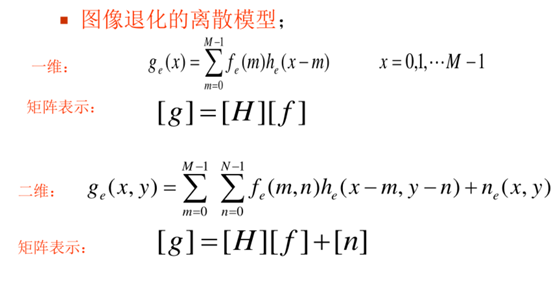 ▪ 图像退化的离散模型；
一维： g_e(x) = \sum_{m=0}^{M-1} f_e(m)h_e(x-m)  x = 0,1,⋯M-1
矩阵表示： [g]=[H][f]
二维： g_e(x,y) = \sum_{m=0}^{M-1} \sum_{n=0}^{N-1} f_e(m,n)h_e(x-m,y-n)+n_e(x,y)
矩阵表示： [g]=[H][f]+[n]